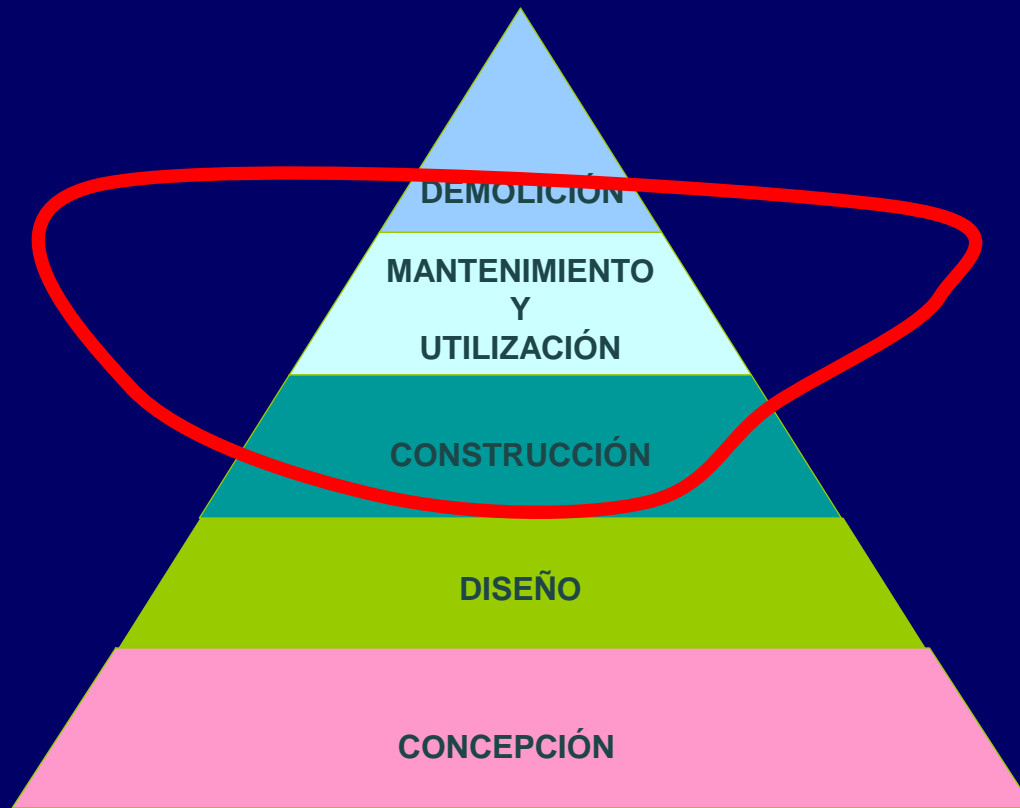 DEMOLICIÓN
MANTENIMIENTO
Y
UTILIZACIÓN
CONSTRUCCIÓN
DISEÑO
CONCEPCIÓN